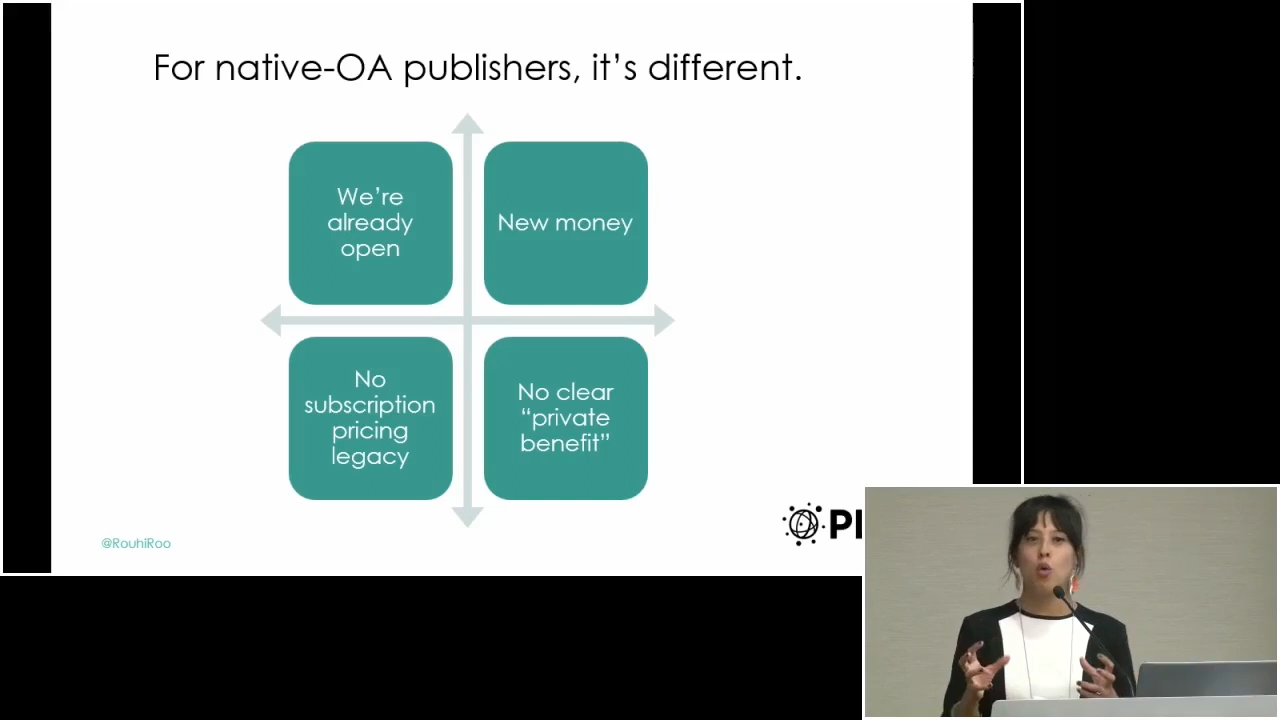 For native-OA publishers, it’s different.
We’re
already
open
New money
No
subscription
pricing
legacy
No clear
“private
benefit”
@RouhiRoo